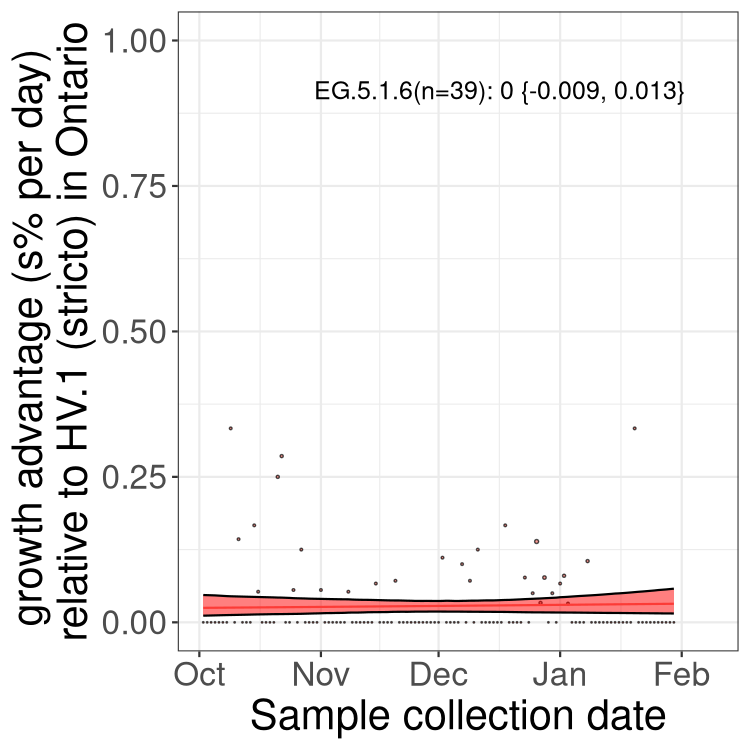 growth advantage (s% per day)
relative to HV.1 (stricto) in Ontario
1.00
0.75
0.50
0.25
0.00
EG.5.1.6(n=39): 0 {-0.009, 0.013}
Oct Nov Dec Jan Feb
Sample collection date